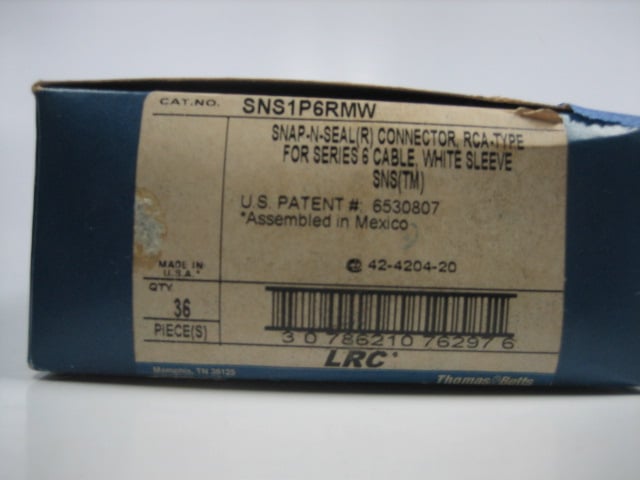 CAT.NO. SNS1P6RMW
SNAP-N-SEAL(R) CONNECTOR, RCA-TYPE
FOR SERIES 6 CABLE, WHITE SLEEVE
SNS(TM)
U.S. PATENT #: 6530807
*Assembled in Mexico
MADE IN
U.S.A.*
42-4204-20
QTY
36
PIECE(S)
3 0 786210 76297 6
LRC
Memphis, TN 38125
Thomas&Betts